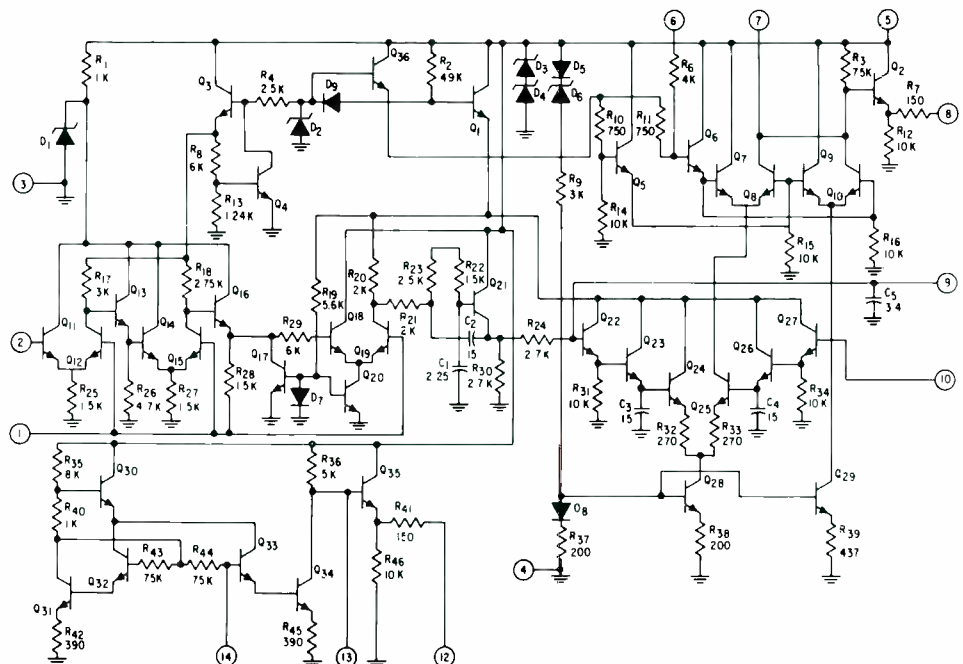 6 7 5
R1 1K
Q3
R4 25K
D9
Q36
R2 49K
D3
D4
D5
D6
R6 4K
R3 75K
Q2
R7 150
8
D1
D2
Q1
R10 750
R11 750
Q6
Q7
Q9
R12 10K
3
R8 6K
R13 1.24K
Q4
R9 3K
Q5
Q8
Q10
R14 10K
R15 10K
R16 10K
R17 3K
Q13
R18 2.75K
Q16
R19 5.6K
R20 2K
R23 2.5K
R22 1.5K
Q21
9
C5 3.4
Q11
Q14
Q18
R21 2K
C2 15
R24 2.7K
Q22
Q23
Q26
Q27
2
Q12
Q15
R29 6K
Q17
Q19
C1 2.25
R30 2.7K
Q24
10
R25 1.5K
R26 4.7K
R27 1.5K
R28 1.5K
D7
Q20
R31 10K
C3 15
Q25
C4 15
R34 10K
1
R32 270
R33 270
R35 8K
Q30
R36 5K
Q35
Q28
Q29
R40 1K
R41 150
D8
R43 75K
R44 75K
Q33
R37 200
R38 200
R39 437
Q32
Q34
R46 10K
4
Q31
R42 390
R45 390
14 13 12